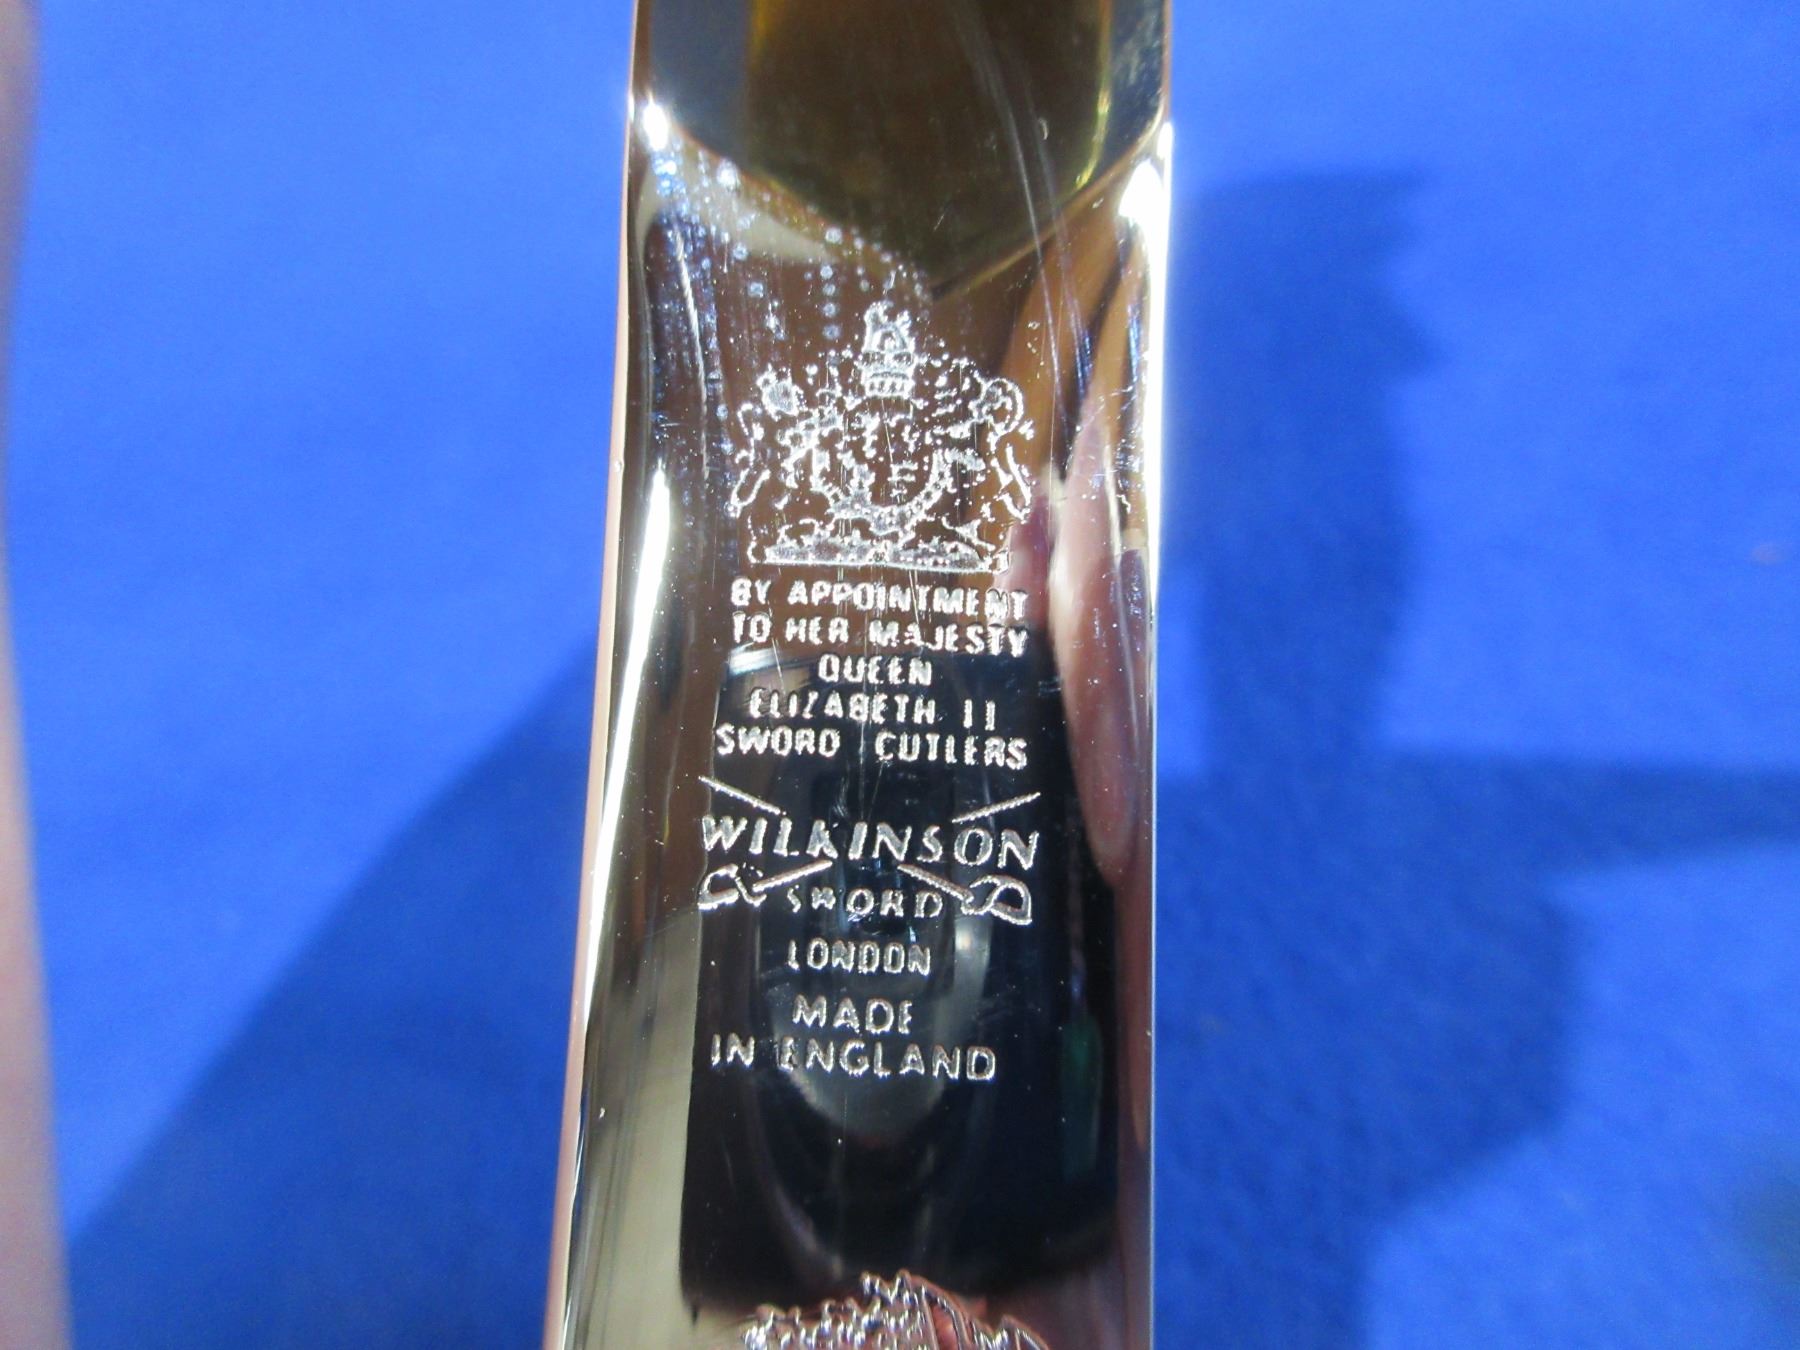 BY APPOINTMENT
TO HER MAJESTY
QUEEN
ELIZABETH II
SWORD CUTLERS
WILKINSON
SWORD
LONDON
MADE
IN ENGLAND